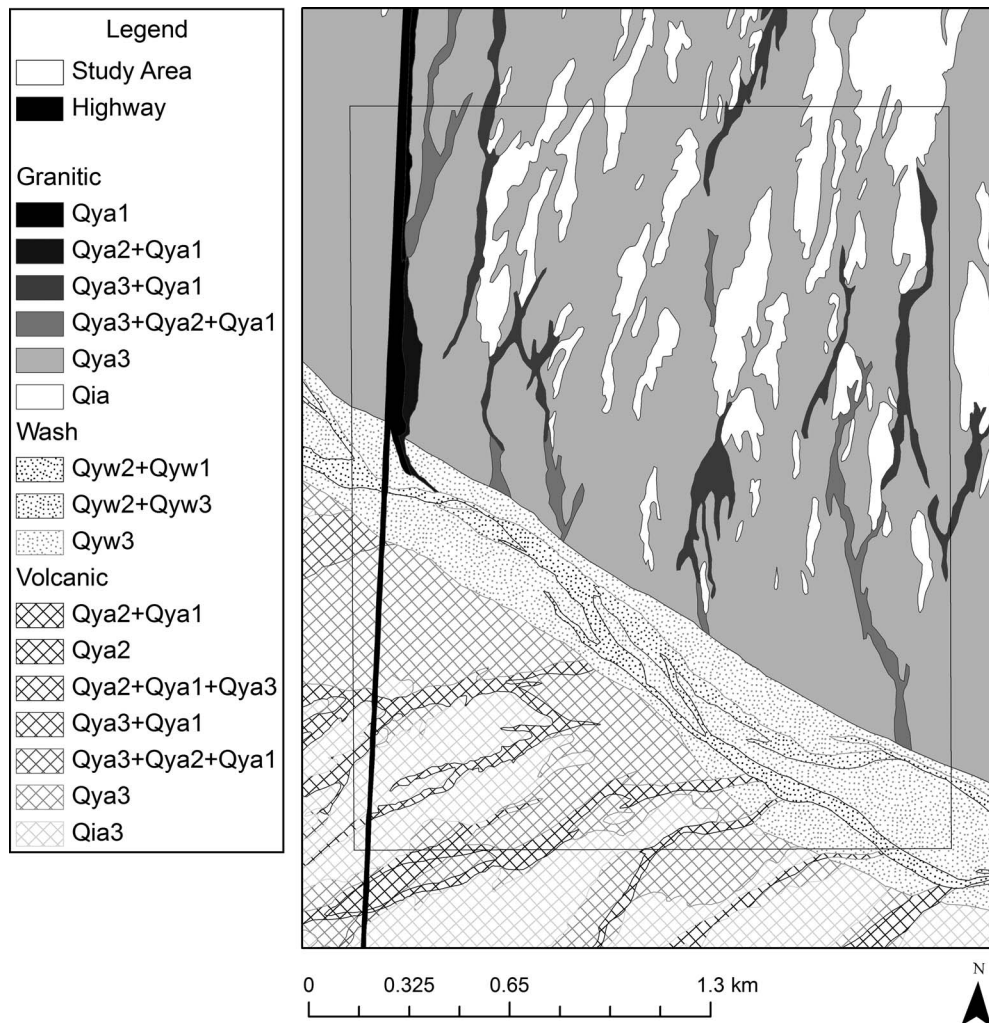 Legend
Study Area
Highway
Granitic
Qya1
Qya2+Qya1
Qya3+Qya1
Qya3+Qya2+Qya1
Qya3
Qia
Wash
Qyw2+Qyw1
Qyw2+Qyw3
Qyw3
Volcanic
Qya2+Qya1
Qya2
Qya2+Qya1+Qya3
Qya3+Qya1
Qya3+Qya2+Qya1
Qya3
Qia3
0 0.325 0.65 1.3 km
N